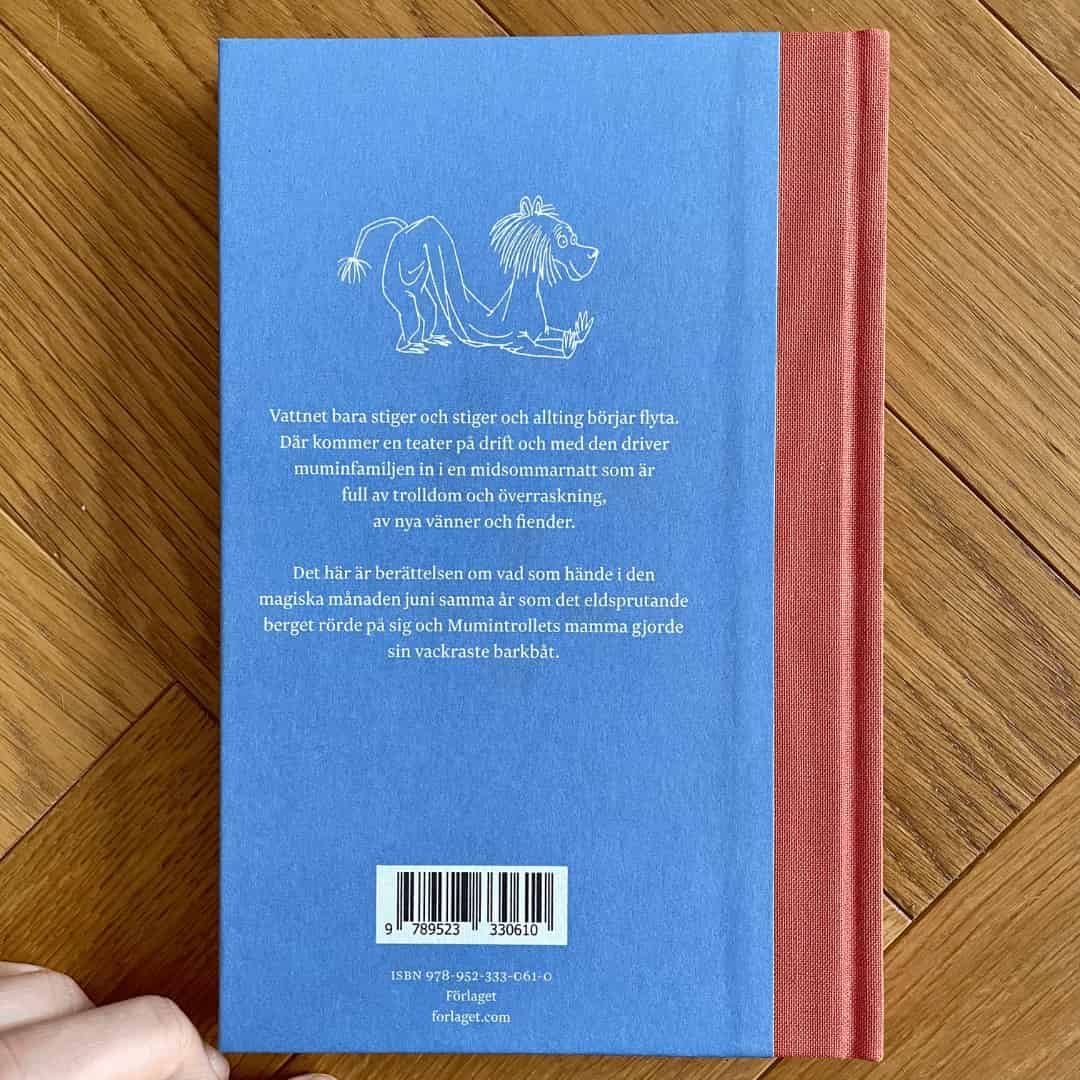 Vattnet bara stiger och stiger och allting börjar flyta.
Där kommer en teater på drift och med den driver
muminfamiljen in i en midsommarnatt som är
full av trolldom och överraskning,
av nya vänner och fiender.
Det här är berättelsen om vad som hände i den
magiska månaden juni samma år som det eldsprutande
berget rörde på sig och Mumintrollets mamma gjorde
sin vackraste barkbåt.
9 789523 330610
ISBN 978-952-333-061-0
Förlaget
forlaget.com